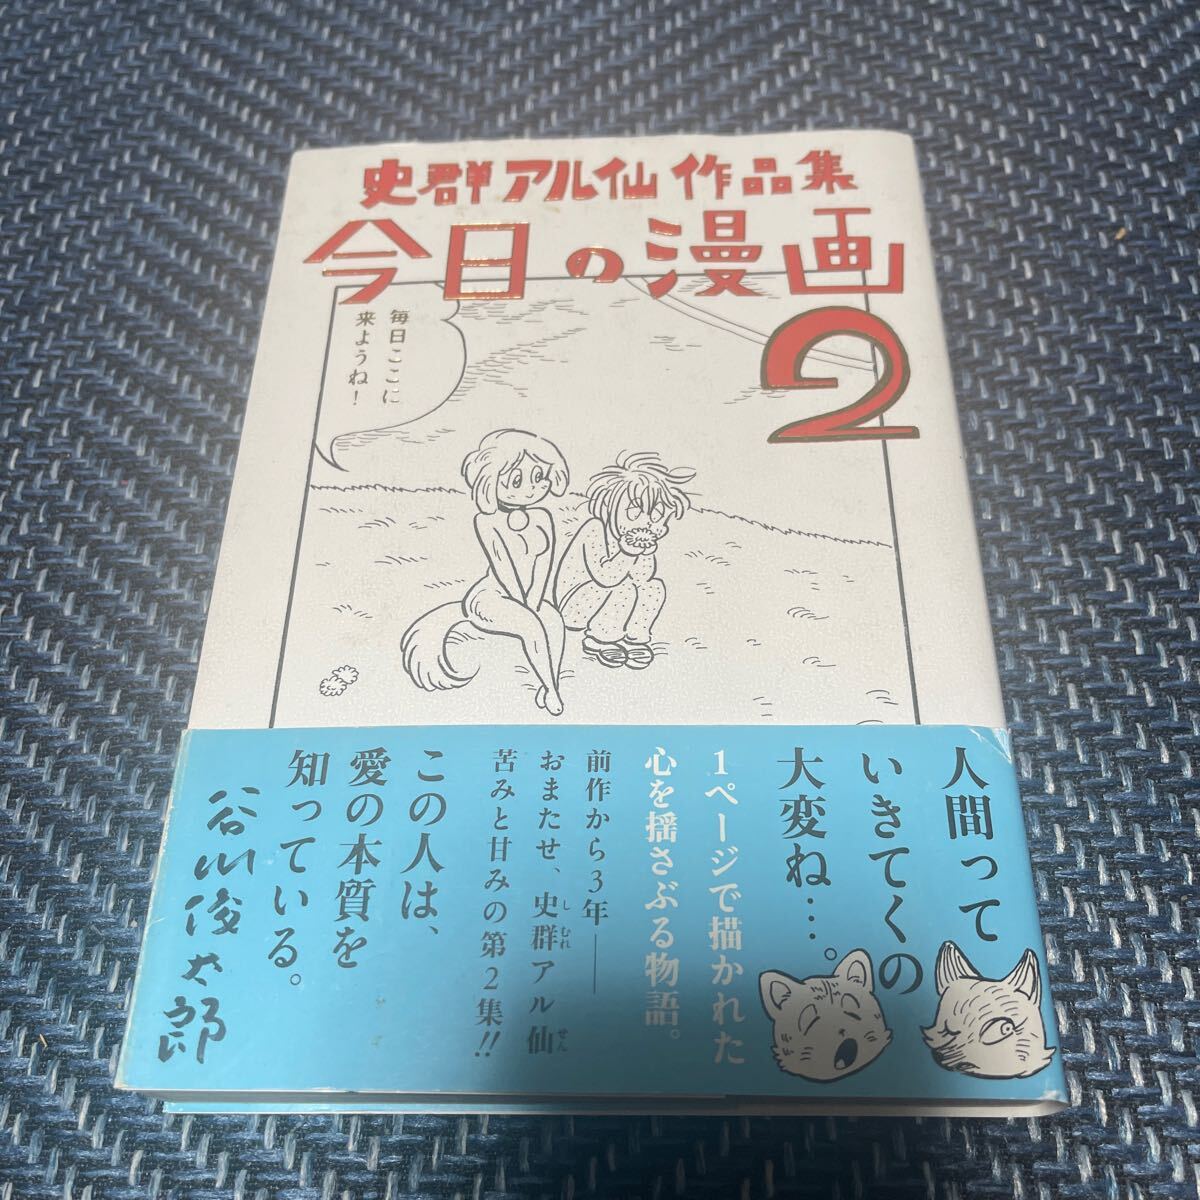 史群アル仙作品集
今日の漫画
2
毎日ここに
来ようね!
人間って
いきてくの
大変ね…。
1ページで描かれた
心を揺さぶる物語。
前作から3年――
おまたせ、史群アル仙
しむれ
せん
苦みと甘みの第2集!!
この人は、
愛の本質を
知っている。
谷川俊太郎